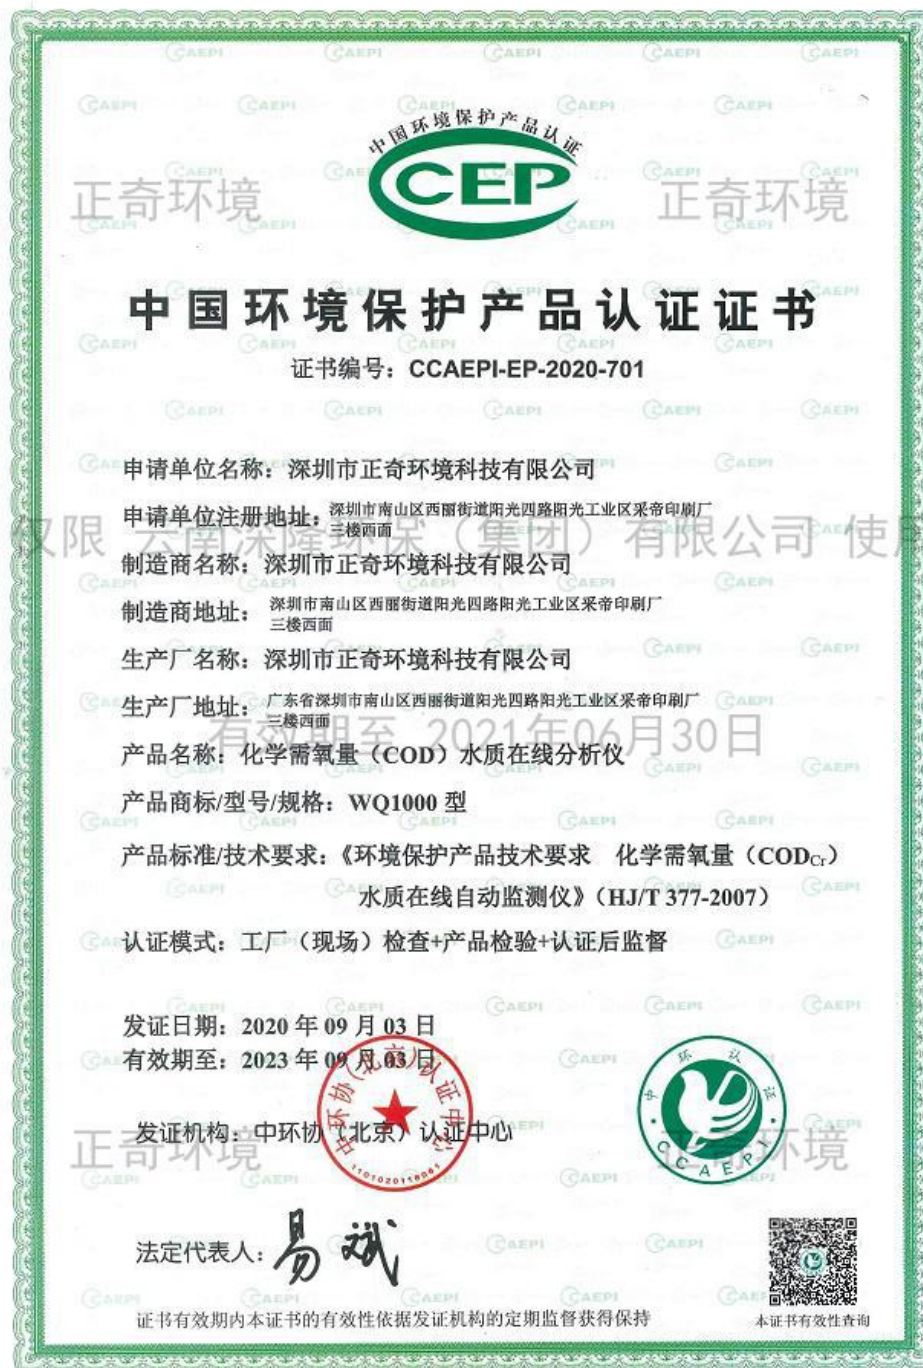 中国环境保护产品认证
CEP
正奇环境 正奇环境
中国环境保护产品认证证书
证书编号：CCAEPI-EP-2020-701
申请单位名称：深圳市正奇环境科技有限公司
申请单位注册地址：深圳市南山区西丽街道阳光四路阳光工业区采帝印刷厂
三楼西面
仅限 云南深隆环保（集团）有限公司 使用
制造商名称：深圳市正奇环境科技有限公司
制造商地址：深圳市南山区西丽街道阳光四路阳光工业区采帝印刷厂
三楼西面
生产厂名称：深圳市正奇环境科技有限公司
生产厂地址：广东省深圳市南山区西丽街道阳光四路阳光工业区采帝印刷厂
三楼西面
有效期至 2021年06月30日
产品名称：化学需氧量（COD）水质在线分析仪
产品商标/型号/规格：WQ1000 型
产品标准/技术要求：《环境保护产品技术要求 化学需氧量（CODCr）
水质在线自动监测仪》（HJ/T 377-2007）
认证模式：工厂（现场）检查+产品检验+认证后监督
发证日期：2020 年 09 月 03 日
有效期至：2023 年 09 月 03 日
发证机构：中环协（北京）认证中心
中环协(北京)认证中心
中环认证
CCAEPI
正奇环境 正奇环境
法定代表人：易斌
证书有效期内本证书的有效性依据发证机构的定期监督获得保持
本证书有效性查询